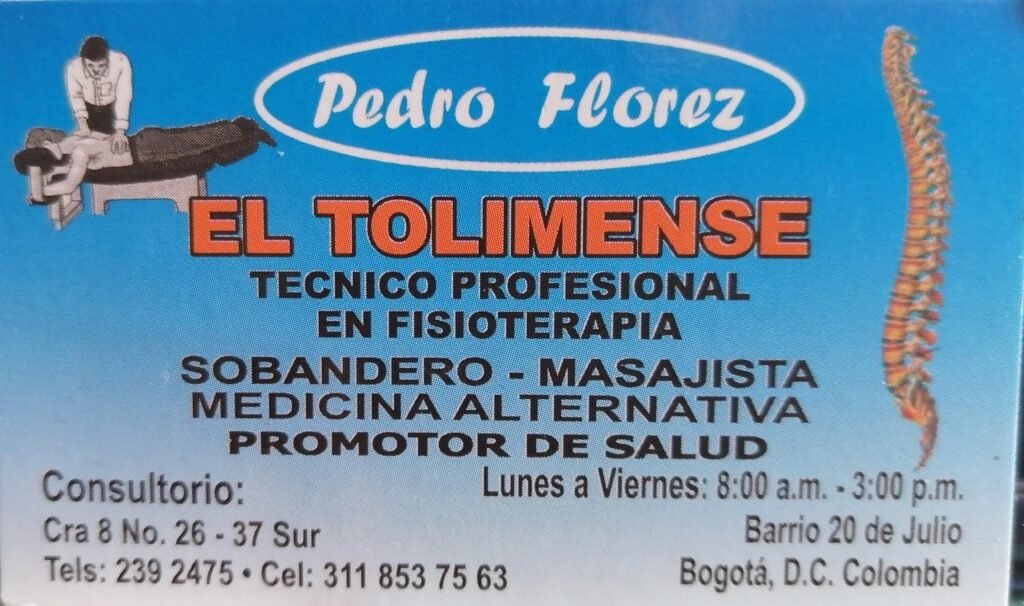 Pedro Florez
EL TOLIMENSE
TECNICO PROFESIONAL
EN FISIOTERAPIA
SOBANDERO - MASAJISTA
MEDICINA ALTERNATIVA
PROMOTOR DE SALUD
Consultorio:
Cra 8 No. 26 - 37 Sur
Tels: 239 2475 • Cel: 311 853 75 63
Lunes a Viernes: 8:00 a.m. - 3:00 p.m.
Barrio 20 de Julio
Bogotá, D.C. Colombia